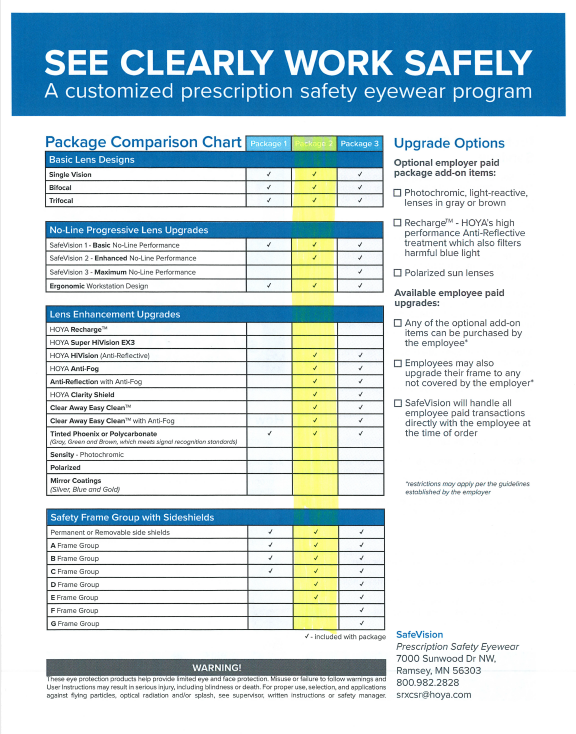 SEE CLEARLY WORK SAFELY
A customized prescription safety eyewear program
Package Comparison Chart Package 1 Package 2 Package 3
Basic Lens Designs
Single Vision ✓ ✓ ✓
Bifocal ✓ ✓ ✓
Trifocal ✓ ✓ ✓
No-Line Progressive Lens Upgrades
SafeVision 1 - Basic No-Line Performance ✓ ✓ ✓
SafeVision 2 - Enhanced No-Line Performance ✓ ✓
SafeVision 3 - Maximum No-Line Performance ✓
Ergonomic Workstation Design ✓ ✓ ✓
Lens Enhancement Upgrades
HOYA Recharge™
HOYA Super HiVision EX3
HOYA HiVision (Anti-Reflective) ✓ ✓
HOYA Anti-Fog ✓ ✓
Anti-Reflection with Anti-Fog ✓ ✓
HOYA Clarity Shield ✓ ✓
Clear Away Easy Clean™ ✓ ✓
Clear Away Easy Clean™ with Anti-Fog ✓ ✓
Tinted Phoenix or Polycarbonate ✓ ✓ ✓
(Gray, Green and Brown, which meets signal recognition standards)
Sensity - Photochromic
Polarized
Mirror Coatings
(Silver, Blue and Gold)
Safety Frame Group with Sideshields
Permanent or Removable side shields ✓ ✓ ✓
A Frame Group ✓ ✓ ✓
B Frame Group ✓ ✓ ✓
C Frame Group ✓ ✓ ✓
D Frame Group ✓ ✓
E Frame Group ✓ ✓
F Frame Group ✓
G Frame Group ✓
✓ - Included with package
WARNING!
These eye protection products help provide limited eye and face protection. Misuse or failure to follow warnings and
User Instructions may result in serious injury, including blindness or death. For proper use, selection, and applications
against flying particles, optical radiation and/or splash, see supervisor, written instructions or safety manager.
Upgrade Options
Optional employer paid
package add-on items:
☐ Photochromic, light-reactive,
lenses in gray or brown
☐ Recharge™ - HOYA's high
performance Anti-Reflective
treatment which also filters
harmful blue light
☐ Polarized sun lenses
Available employee paid
upgrades:
☐ Any of the optional add-on
items can be purchased by
the employee*
☐ Employees may also
upgrade their frame to any
not covered by the employer*
☐ SafeVision will handle all
employee paid transactions
directly with the employee at
the time of order
*restrictions may apply per the guidelines
established by the employer
SafeVision
Prescription Safety Eyewear
7000 Sunwood Dr NW,
Ramsey, MN 56303
800.982.2828
srxcsr@hoya.com